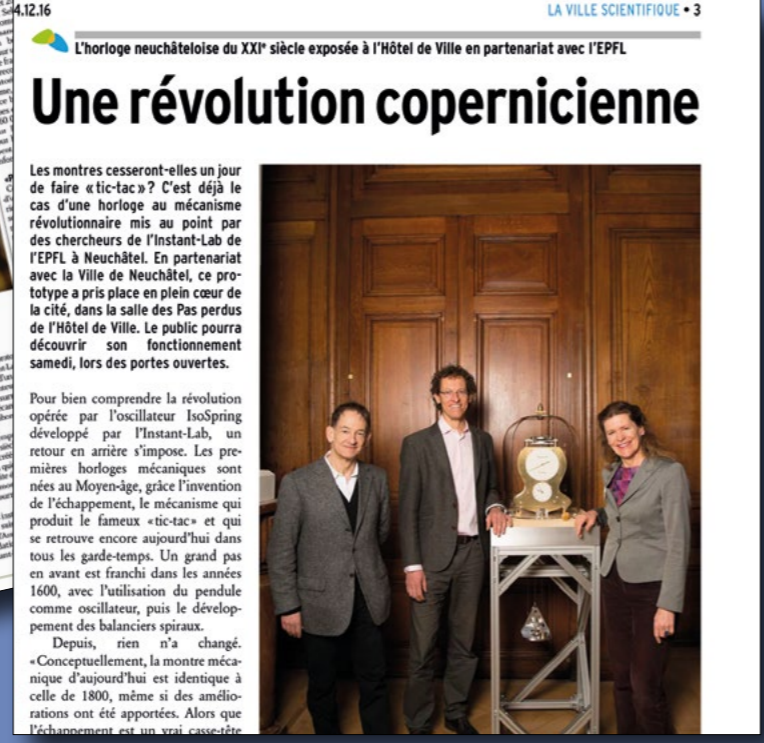 4.12.16
LA VILLE SCIENTIFIQUE • 3
L'horloge neuchâteloise du XXIe siècle exposée à l'Hôtel de Ville en partenariat avec l'EPFL
Une révolution copernicienne
Les montres cesseront-elles un jour
de faire «tic-tac»? C'est déjà le
cas d'une horloge au mécanisme
révolutionnaire mis au point par
des chercheurs de l'Instant-Lab de
l'EPFL à Neuchâtel. En partenariat
avec la Ville de Neuchâtel, ce pro-
totype a pris place en plein cœur de
la cité, dans la salle des Pas perdus
de l'Hôtel de Ville. Le public pourra
découvrir son fonctionnement
samedi, lors des portes ouvertes.
Pour bien comprendre la révolution
opérée par l'oscillateur IsoSpring
développé par l'Instant-Lab, un
retour en arrière s'impose. Les pre-
mières horloges mécaniques sont
nées au Moyen-âge, grâce l'invention
de l'échappement, le mécanisme qui
produit le fameux «tic-tac» et qui
se retrouve encore aujourd'hui dans
tous les garde-temps. Un grand pas
en avant est franchi dans les années
1600, avec l'utilisation du pendule
comme oscillateur, puis le dévelop-
pement des balanciers spiraux.
Depuis, rien n'a changé.
«Conceptuellement, la montre méca-
nique d'aujourd'hui est identique à
celle de 1800, même si des amélio-
rations ont été apportées. Alors que
l'échappement est un vrai casse-tête